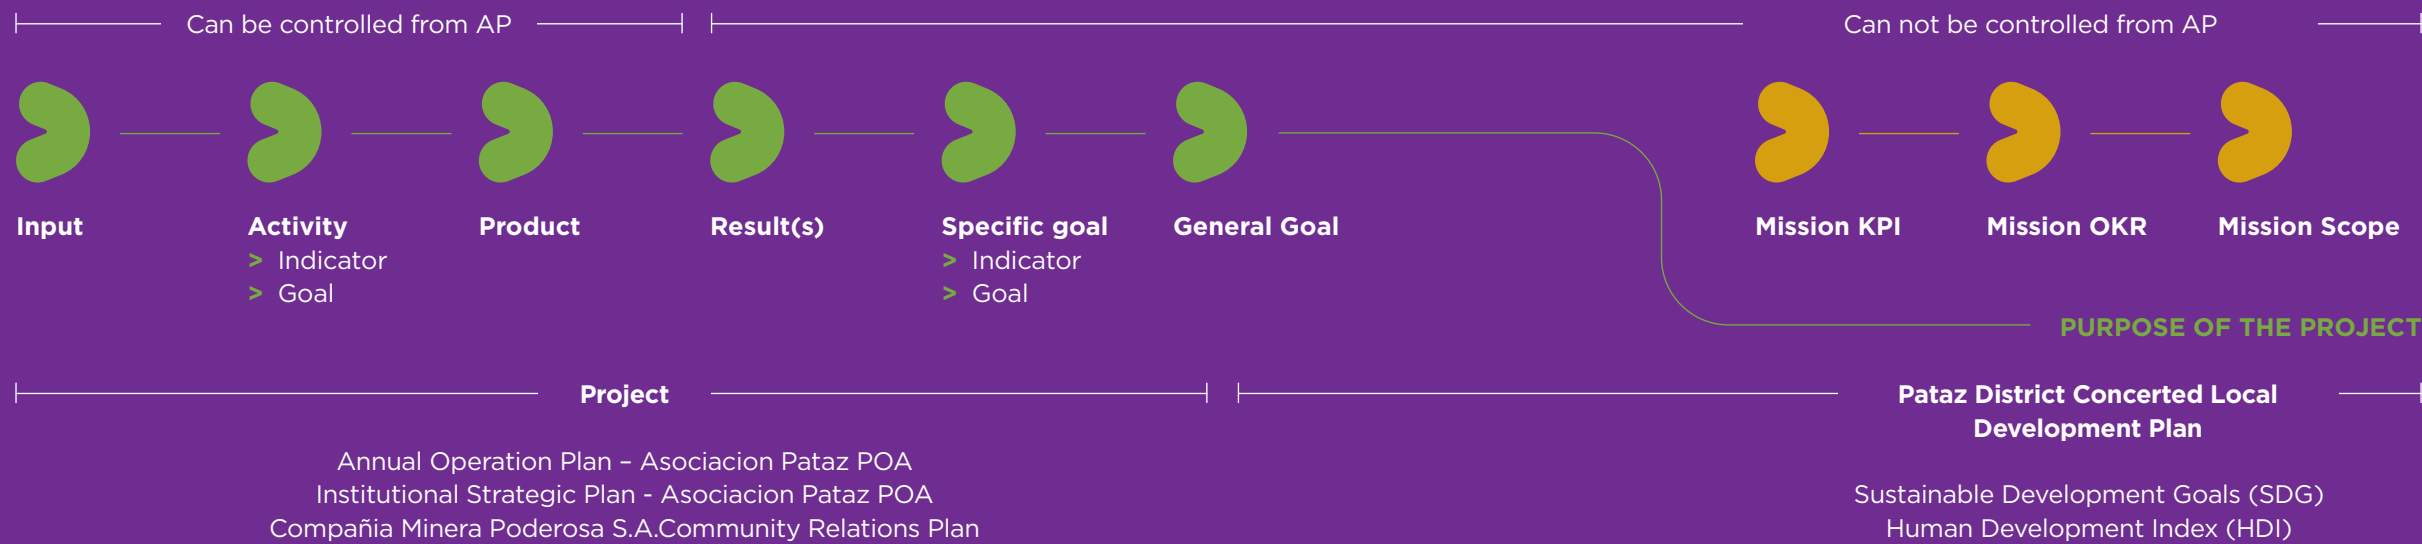 Can be controlled from AP
Can not be controlled from AP
Input
Activity
> Indicator
> Goal
Product
Result(s)
Specific goal
> Indicator
> Goal
General Goal
Mission KPI
Mission OKR
Mission Scope
PURPOSE OF THE PROJECT
Project
Annual Operation Plan – Asociacion Pataz POA
Institutional Strategic Plan - Asociacion Pataz POA
Compañia Minera Poderosa S.A.Community Relations Plan
Pataz District Concerted Local
Development Plan
Sustainable Development Goals (SDG)
Human Development Index (HDI)